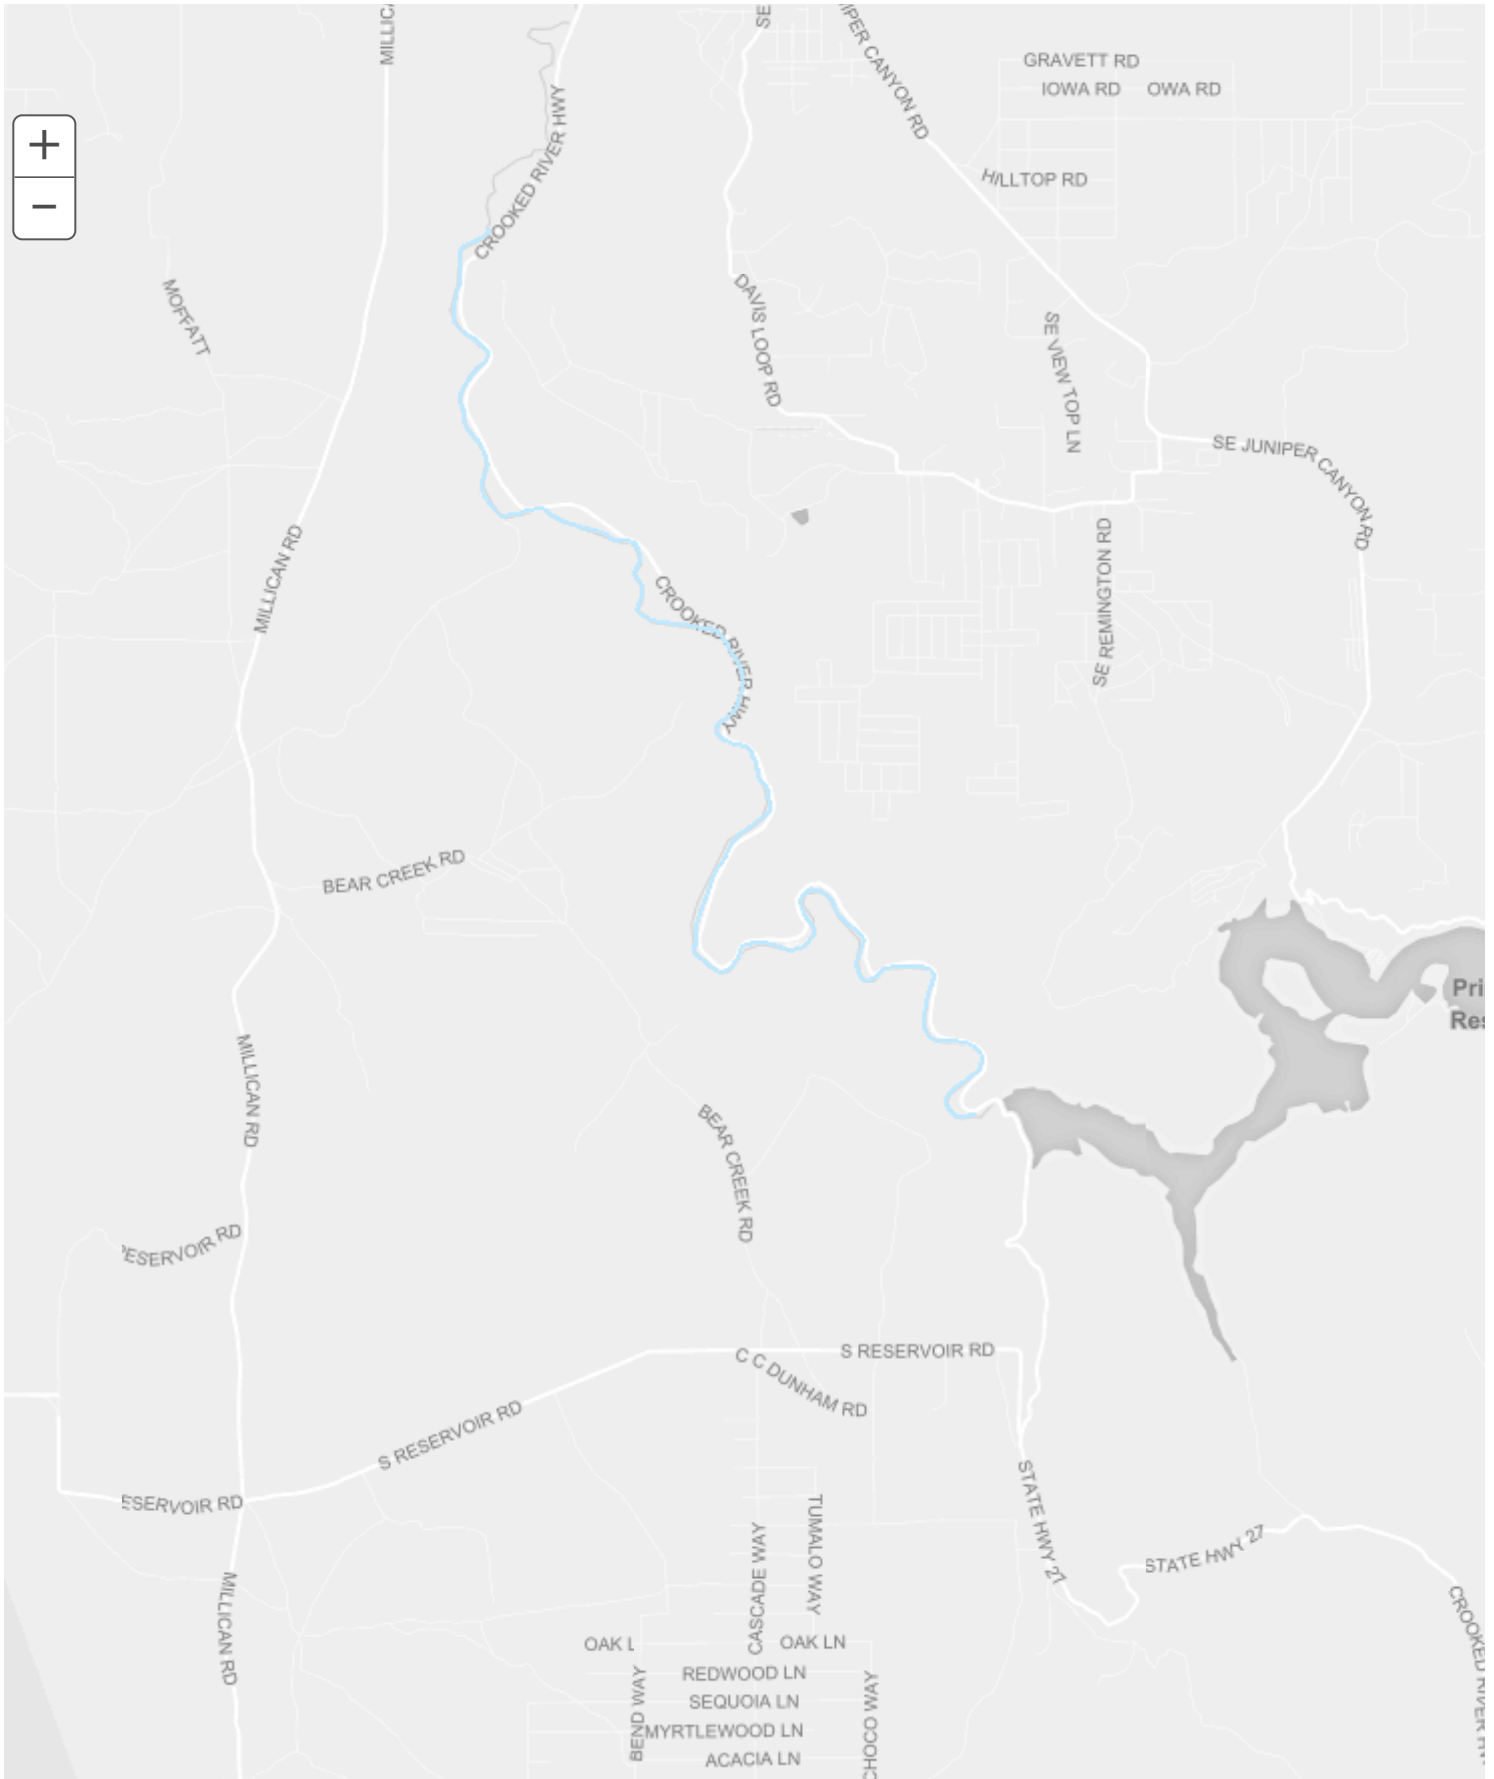 MILLIC
SE
IPER CANYON RD
GRAVETT RD
IOWA RD
OWA RD
+
−
CROOKED RIVER HWY
HILLTOP RD
MOFFATT
DAVIS LOOP RD
SE VIEW TOP LN
SE JUNIPER CANYON RD
MILLICAN RD
SE REMINGTON RD
CROOKED RIVER HWY
BEAR CREEK RD
Pri
Res
MILLICAN RD
BEAR CREEK RD
RESERVOIR RD
S RESERVOIR RD
C C DUNHAM RD
S RESERVOIR RD
ESERVOIR RD
STATE HWY 27
STATE HWY 27
TUMALO WAY
CASCADE WAY
MILLICAN RD
CROOKED RIVER HW
OAK L
OAK LN
REDWOOD LN
BEND WAY
SEQUOIA LN
CHOCO WAY
MYRTLEWOOD LN
ACACIA LN